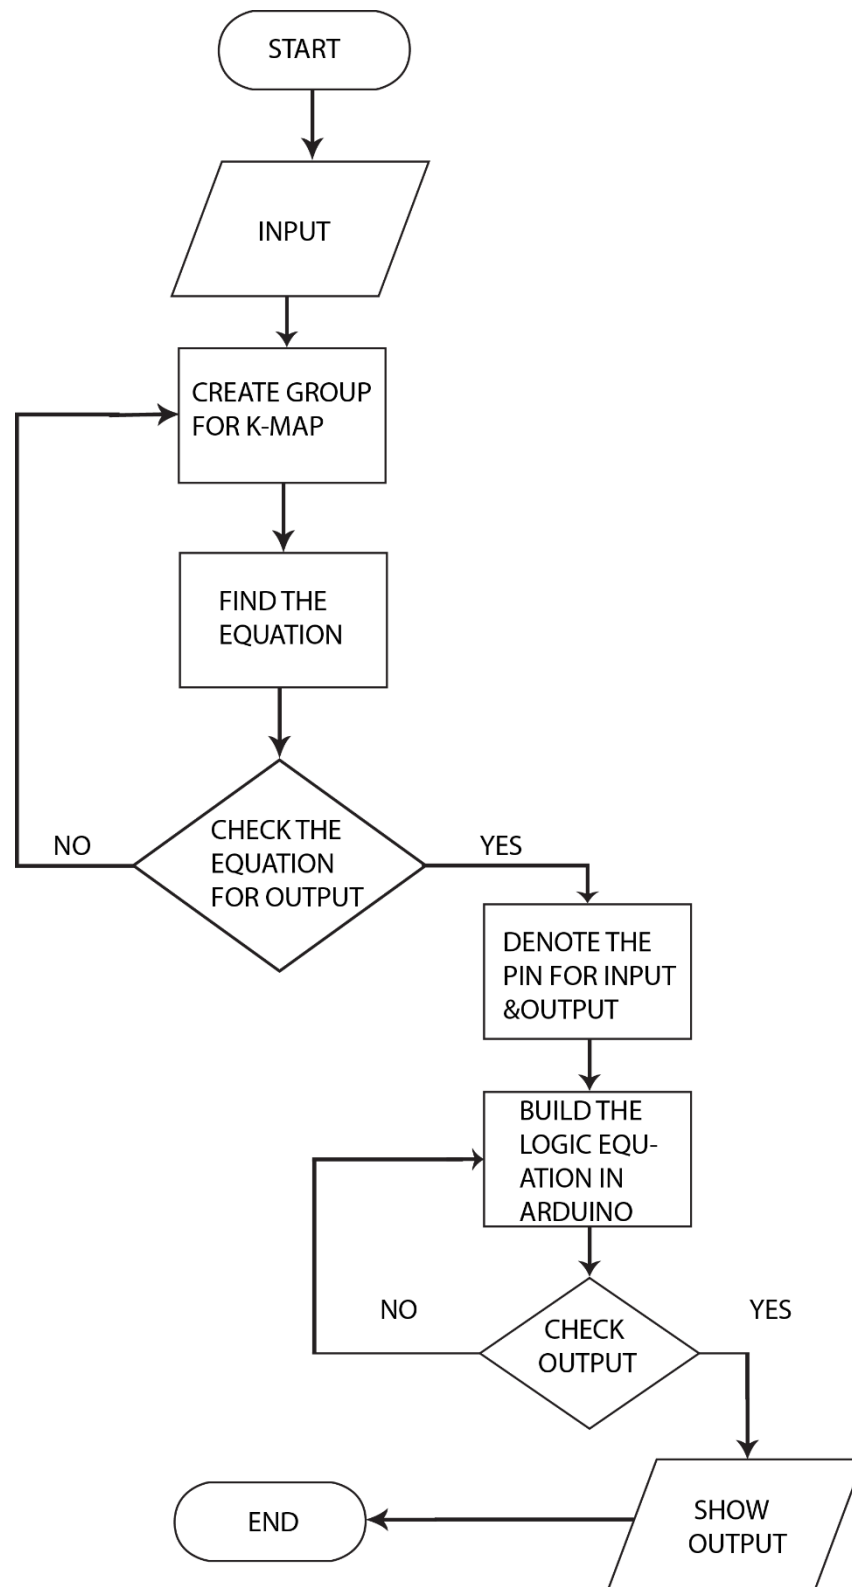 START
INPUT
CREATE GROUP
FOR K-MAP
FIND THE
EQUATION
CHECK THE
EQUATION
FOR OUTPUT
NO
YES
DENOTE THE
PIN FOR INPUT
&OUTPUT
BUILD THE
LOGIC EQU-
ATION IN
ARDUINO
NO
YES
CHECK
OUTPUT
SHOW
OUTPUT
END